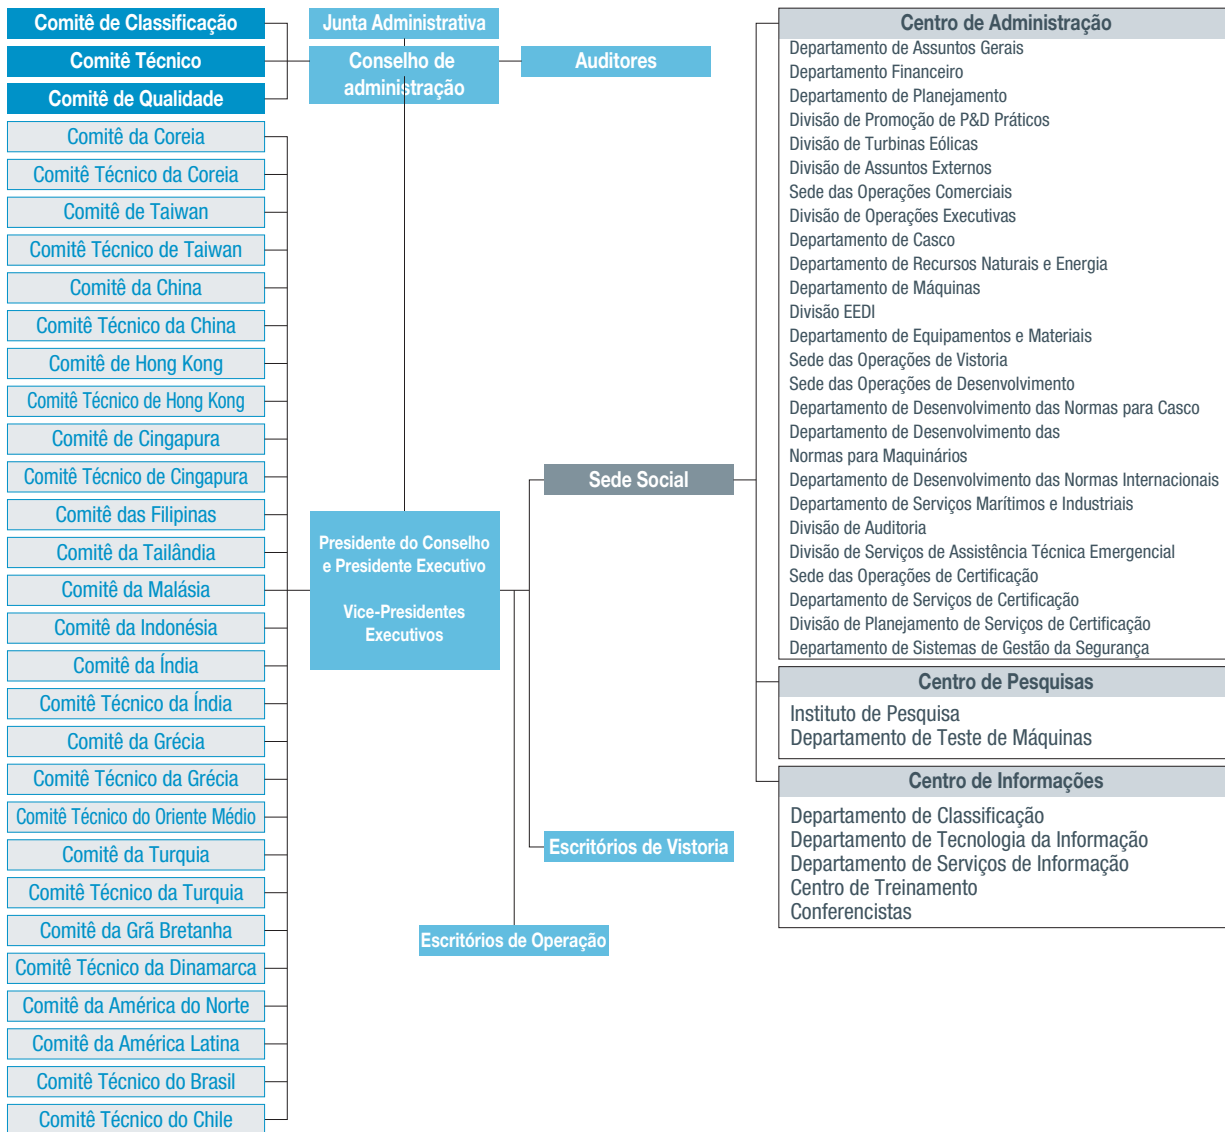 Comitê de Classificação
Comitê Técnico
Comitê de Qualidade
Comitê da Coreia
Comitê Técnico da Coreia
Comitê de Taiwan
Comitê Técnico de Taiwan
Comitê da China
Comitê Técnico da China
Comitê de Hong Kong
Comitê Técnico de Hong Kong
Comitê de Cingapura
Comitê Técnico de Cingapura
Comitê das Filipinas
Comitê da Tailândia
Comitê da Malásia
Comitê da Indonésia
Comitê da Índia
Comitê Técnico da Índia
Comitê da Grécia
Comitê Técnico da Grécia
Comitê Técnico do Oriente Médio
Comitê da Turquia
Comitê Técnico da Turquia
Comitê da Grã Bretanha
Comitê Técnico da Dinamarca
Comitê da América do Norte
Comitê da América Latina
Comitê Técnico do Brasil
Comitê Técnico do Chile
Junta Administrativa
Conselho de
administração
Auditores
Presidente do Conselho
e Presidente Executivo
Vice-Presidentes
Executivos
Sede Social
Escritórios de Vistoria
Escritórios de Operação
Centro de Administração
Departamento de Assuntos Gerais
Departamento Financeiro
Departamento de Planejamento
Divisão de Promoção de P&D Práticos
Divisão de Turbinas Eólicas
Divisão de Assuntos Externos
Sede das Operações Comerciais
Divisão de Operações Executivas
Departamento de Casco
Departamento de Recursos Naturais e Energia
Departamento de Máquinas
Divisão EEDI
Departamento de Equipamentos e Materiais
Sede das Operações de Vistoria
Sede das Operações de Desenvolvimento
Departamento de Desenvolvimento das Normas para Casco
Departamento de Desenvolvimento das
Normas para Maquinários
Departamento de Desenvolvimento das Normas Internacionais
Departamento de Serviços Marítimos e Industriais
Divisão de Auditoria
Divisão de Serviços de Assistência Técnica Emergencial
Sede das Operações de Certificação
Departamento de Serviços de Certificação
Divisão de Planejamento de Serviços de Certificação
Departamento de Sistemas de Gestão da Segurança
Centro de Pesquisas
Instituto de Pesquisa
Departamento de Teste de Máquinas
Centro de Informações
Departamento de Classificação
Departamento de Tecnologia da Informação
Departamento de Serviços de Informação
Centro de Treinamento
Conferencistas